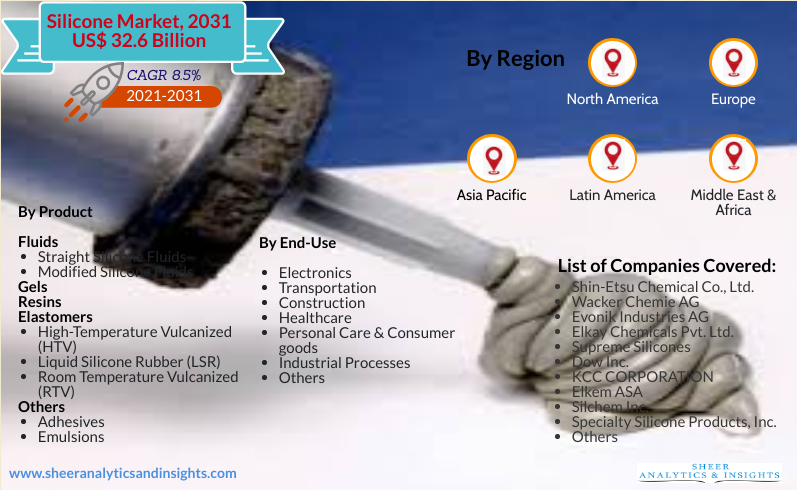 Silicone Market, 2031
US$ 32.6 Billion
CAGR 8.5%
2021-2031
By Region
North America
Europe
Asia Pacific
Latin America
Middle East &
Africa
By Product
Fluids
• Straight Silicone Fluids
• Modified Silicone Fluids
Gels
Resins
Elastomers
• High-Temperature Vulcanized
(HTV)
• Liquid Silicone Rubber (LSR)
• Room Temperature Vulcanized
(RTV)
Others
• Adhesives
• Emulsions
By End-Use
• Electronics
• Transportation
• Construction
• Healthcare
• Personal Care & Consumer
goods
• Industrial Processes
• Others
List of Companies Covered:
• Shin-Etsu Chemical Co., Ltd.
• Wacker Chemie AG
• Evonik Industries AG
• Elkay Chemicals Pvt. Ltd.
• Supreme Silicones
• Dow Inc.
• KCC CORPORATION
• Elkem ASA
• Silchem Inc.
• Specialty Silicone Products, Inc.
• Others
www.sheeranalyticsandinsights.com
SHEER
ANALYTICS & INSIGHTS